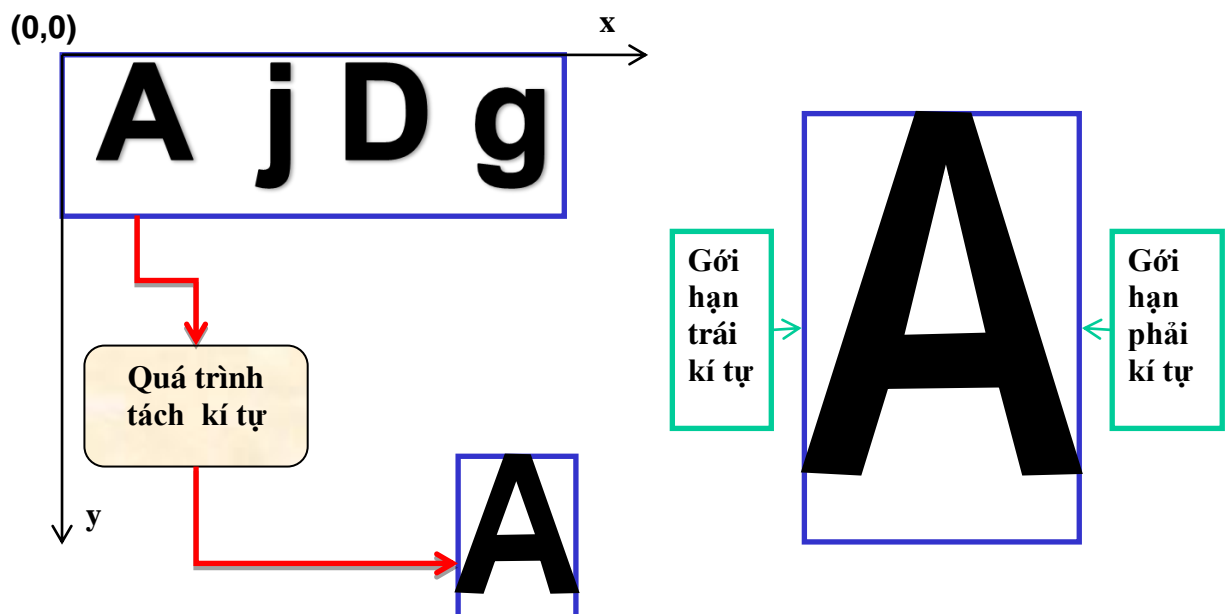 (0,0)
x
A j D g
Gới
hạn
trái
kí tự
A
Gới
hạn
phải
kí tự
Quá trình
tách kí tự
y
A